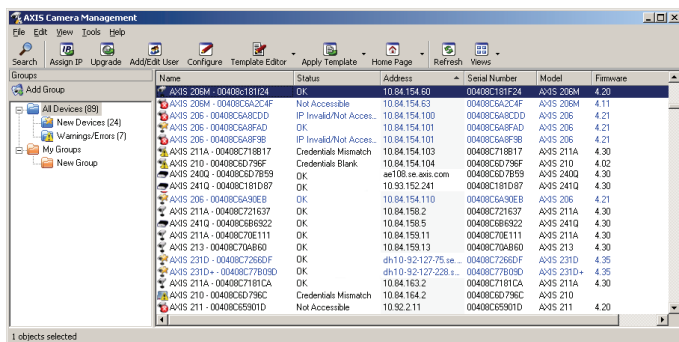 AXIS Camera Management
File Edit View Tools Help
Search Assign IP Upgrade Add/Edit User Configure Template Editor Apply Template Home Page Refresh Views
Groups
Add Group
All Devices (89)
New Devices (24)
Warnings/Errors (7)
My Groups
New Group
Name Status Address Serial Number Model Firmware
AXIS 206M - 00408c181f24 OK 10.84.154.60 00408C181F24 AXIS 206M 4.20
AXIS 206M - 00408C6A2C4F Not Accessible 10.84.154.63 00408C6A2C4F AXIS 206M 4.11
AXIS 206 - 00408C6A8CDD IP Invalid/Not Acces... 10.84.154.100 00408C6A8CDD AXIS 206 4.21
AXIS 206 - 00408C6A8FAD OK 10.84.154.101 00408C6A8FAD AXIS 206 4.21
AXIS 206 - 00408C6A8F9B IP Invalid/Not Acces... 10.84.154.101 00408C6A8F9B AXIS 206 4.21
AXIS 211A - 00408C718B17 Credentials Mismatch 10.84.154.103 00408C718B17 AXIS 211A 4.30
AXIS 210 - 00408C6D796F Credentials Blank 10.84.154.104 00408C6D796F AXIS 210 4.02
AXIS 240Q - 00408C6D7B59 OK ae108.se.axis.com 00408C6D7B59 AXIS 240Q 4.30
AXIS 241Q - 00408C181D87 OK 10.93.152.241 00408C181D87 AXIS 241Q 4.30
AXIS 206 - 00408C6A90EB OK 10.84.154.110 00408C6A90EB AXIS 206 4.21
AXIS 211A - 00408C721637 OK 10.84.158.2 00408C721637 AXIS 211A 4.30
AXIS 241Q - 00408C6B6922 OK 10.84.158.5 00408C6B6922 AXIS 241Q 4.30
AXIS 211A - 00408C70E111 OK 10.84.159.11 00408C70E111 AXIS 211A 4.30
AXIS 213 - 00408C70AB60 OK 10.84.159.13 00408C70AB60 AXIS 213 4.30
AXIS 231D - 00408C7266DF OK dh10-92-127-75.se... 00408C7266DF AXIS 231D 4.35
AXIS 231D+ - 00408C77B09D OK dh10-92-127-228.s... 00408C77B09D AXIS 231D+ 4.35
AXIS 211A - 00408C7181CA OK 10.84.163.2 00408C7181CA AXIS 211A 4.30
AXIS 210 - 00408C6D796C Credentials Mismatch 10.84.164.2 00408C6D796C AXIS 210
AXIS 211 - 00408C65901D Not Accessible 10.92.2.11 00408C65901D AXIS 211 4.20
1 objects selected